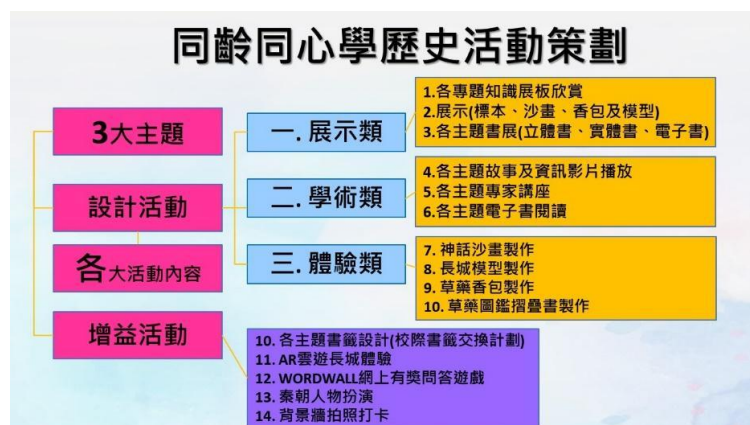 同齡同心學歷史活動策劃
3大主題
設計活動
各大活動內容
增益活動
一.展示類
二.學術類
三.體驗類
1.各專題知識展板欣賞
2.展示(標本、沙畫、香包及模型)
3.各主題書展(立體書、實體書、電子書)
4.各主題故事及資訊影片播放
5.各主題專家講座
6.各主題電子書閱讀
7. 神話沙畫製作
8. 長城模型製作
9. 草藥香包製作
10. 草藥圖鑑摺疊書製作
10. 各主題書籤設計(校際書籤交換計劃)
11. AR雲遊長城體驗
12. WORDWALL網上有獎問答遊戲
13. 秦朝人物扮演
14. 背景牆拍照打卡